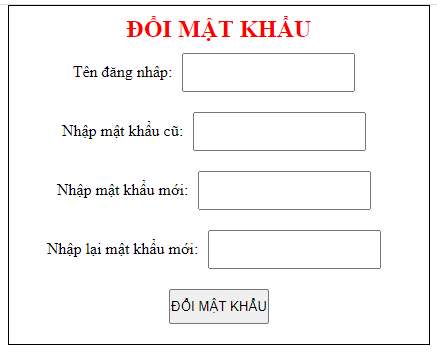 ĐỔI MẬT KHẨU
Tên đăng nhâp:
Nhập mật khẩu cũ:
Nhập mật khẩu mới:
Nhập lại mật khẩu mới:
ĐỔI MẬT KHẨU